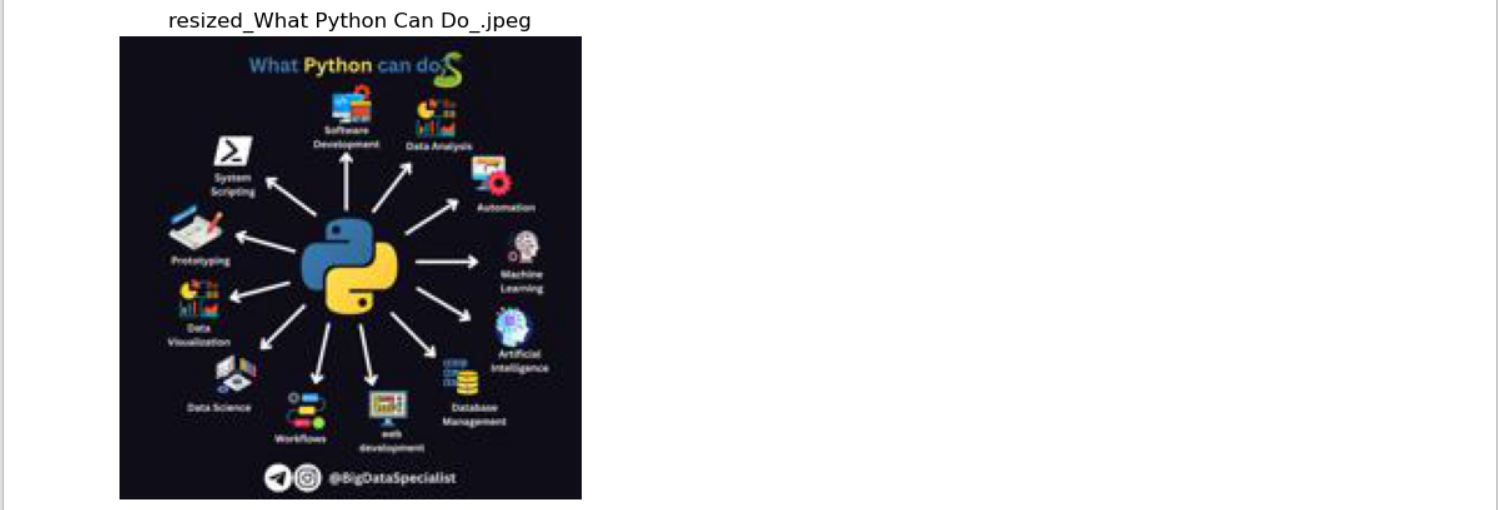 resized_What Python Can Do_.jpeg
What Python can do
Software
Development
Data Analysis
System
Scripting
Automation
Prototyping
Machine
Learning
Data
Visualization
Artificial
Intelligence
Data Science
Database
Management
Workflows
web
development
@BigDataSpecialist